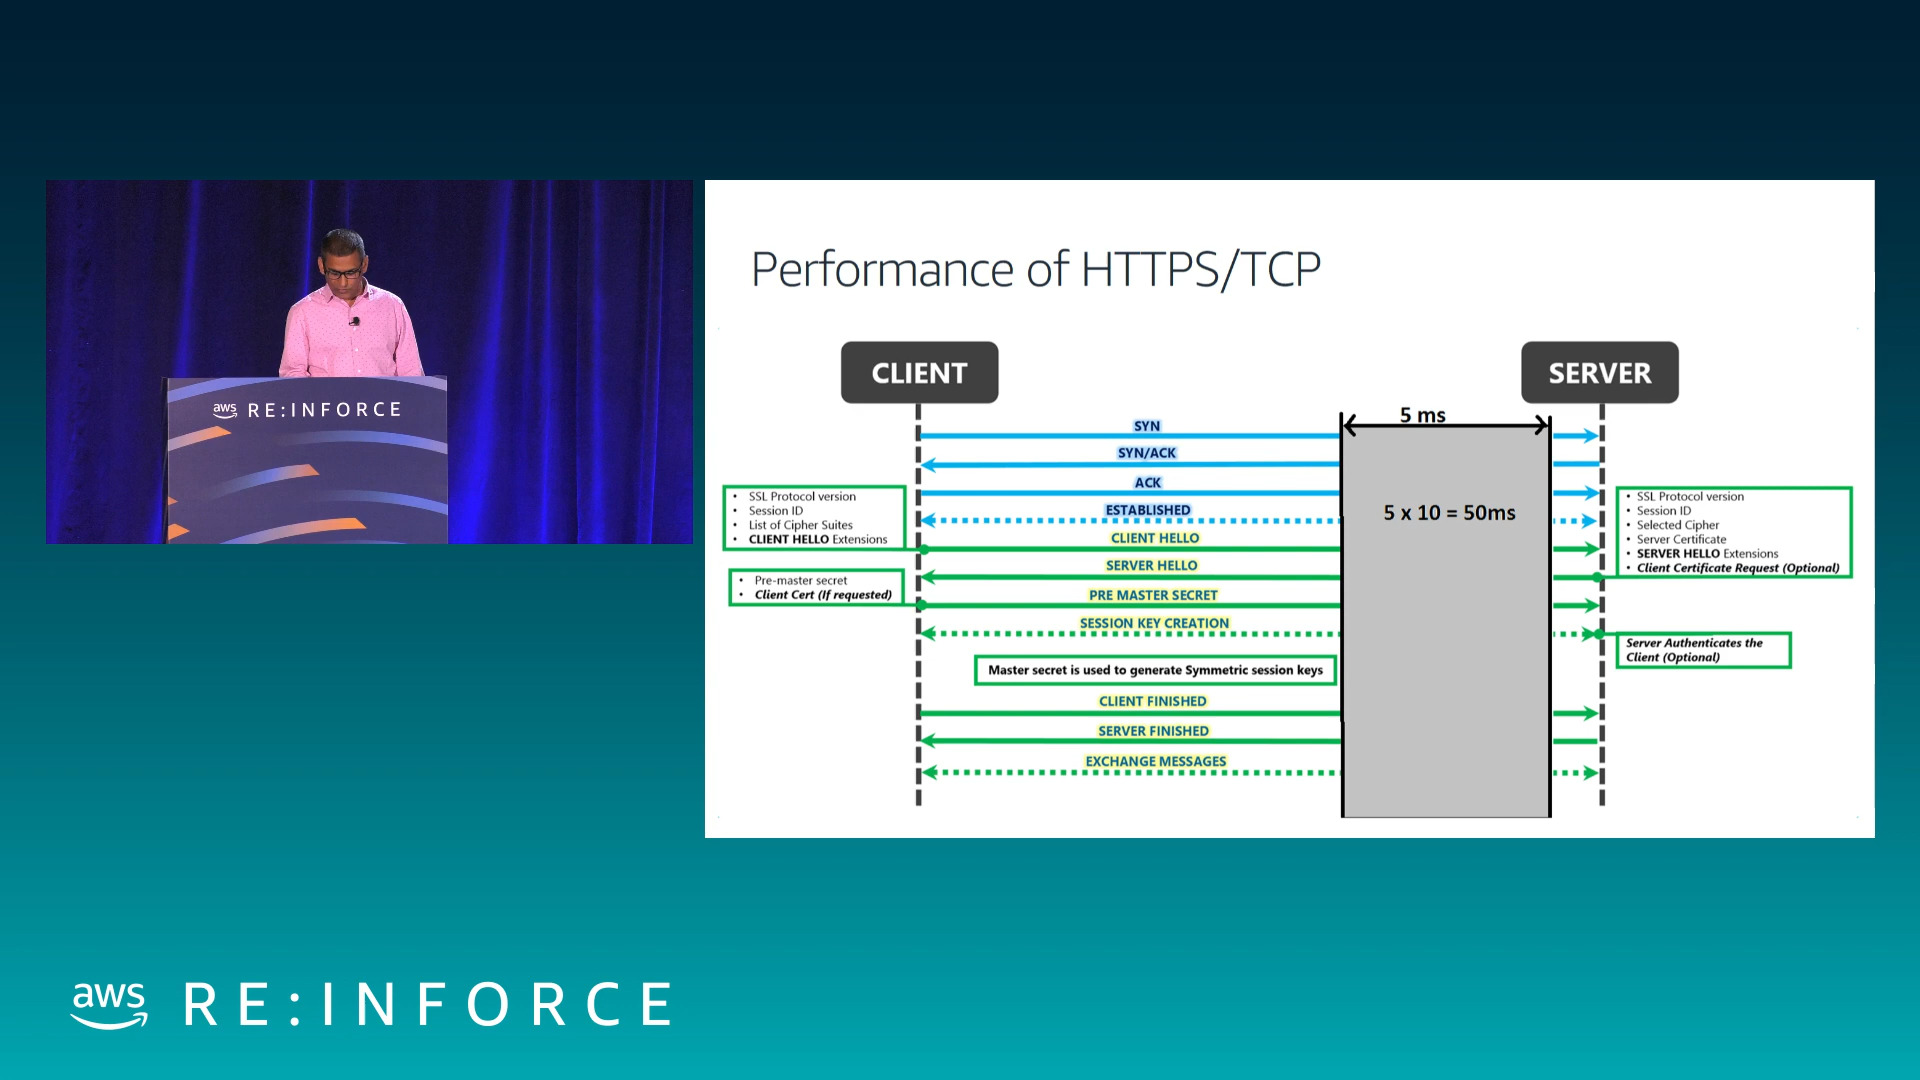 aws RE:INFORCE
Performance of HTTPS/TCP
CLIENT
SERVER
5 ms
SYN
SYN/ACK
ACK
ESTABLISHED
CLIENT HELLO
SERVER HELLO
PRE MASTER SECRET
SESSION KEY CREATION
Master secret is used to generate Symmetric session keys
CLIENT FINISHED
SERVER FINISHED
EXCHANGE MESSAGES
• SSL Protocol version
• Session ID
• List of Cipher Suites
• CLIENT HELLO Extensions
• Pre-master secret
• Client Cert (If requested)
5 x 10 = 50ms
• SSL Protocol version
• Session ID
• Selected Cipher
• Server Certificate
• SERVER HELLO Extensions
• Client Certificate Request (Optional)
Server Authenticates the
Client (Optional)
aws RE:INFORCE